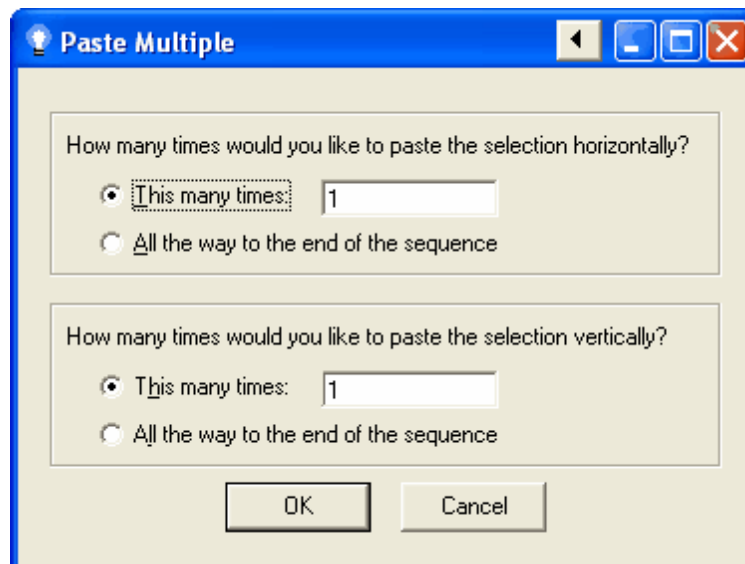 Paste Multiple
How many times would you like to paste the selection horizontally?
This many times: 1
All the way to the end of the sequence
How many times would you like to paste the selection vertically?
This many times: 1
All the way to the end of the sequence
OK Cancel